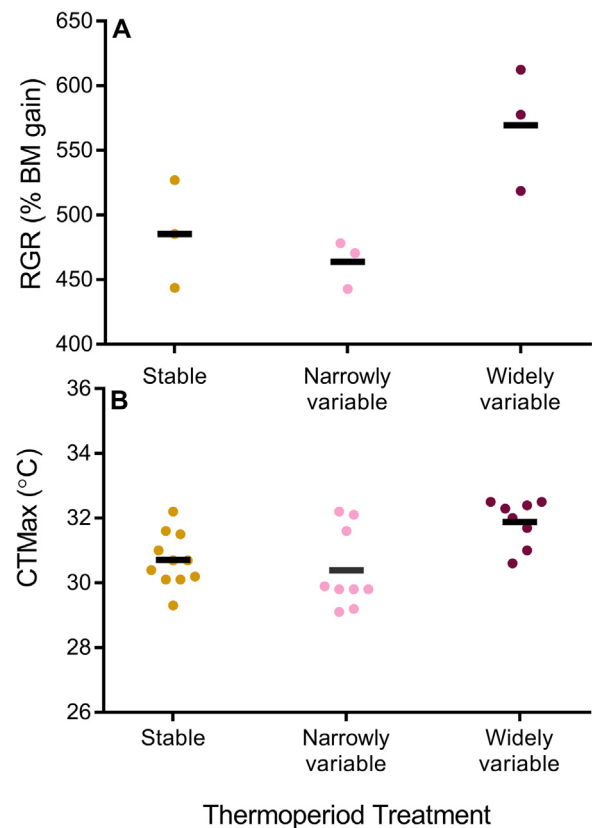 A
RGR (% BM gain)
650
600
550
500
450
400
Stable
Narrowly
variable
Widely
variable
B
CTMax (°C)
36
34
32
30
28
26
Stable
Narrowly
variable
Widely
variable
Thermoperiod Treatment